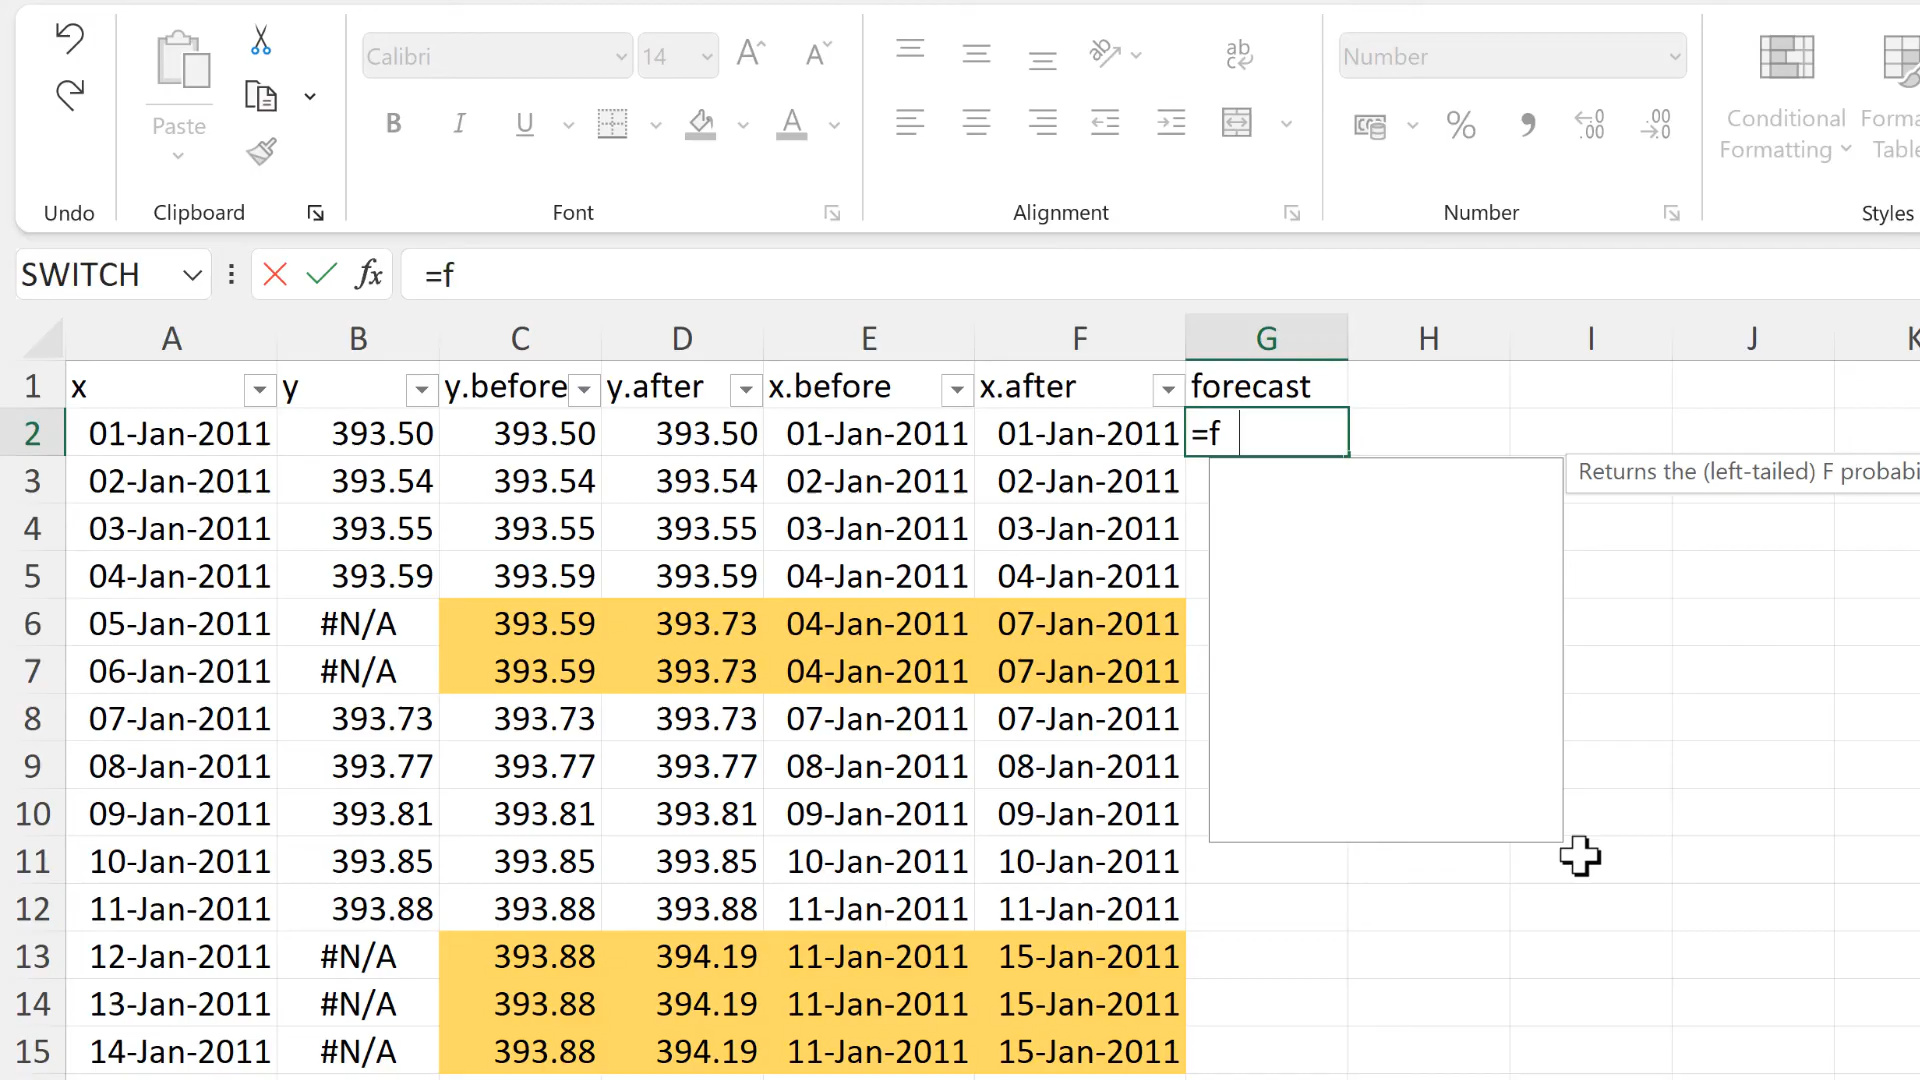 Calibri 14 Number
ab
c
Paste B I U A % , .00 .00 Conditional Forma
Formatting Table
Undo Clipboard Font Alignment Number Styles
SWITCH fx =f
A B C D E F G H I J K
1 x y y.before y.after x.before x.after forecast
2 01-Jan-2011 393.50 393.50 393.50 01-Jan-2011 01-Jan-2011 =f
Returns the (left-tailed) F probabi
3 02-Jan-2011 393.54 393.54 393.54 02-Jan-2011 02-Jan-2011
4 03-Jan-2011 393.55 393.55 393.55 03-Jan-2011 03-Jan-2011
5 04-Jan-2011 393.59 393.59 393.59 04-Jan-2011 04-Jan-2011
6 05-Jan-2011 #N/A 393.59 393.73 04-Jan-2011 07-Jan-2011
7 06-Jan-2011 #N/A 393.59 393.73 04-Jan-2011 07-Jan-2011
8 07-Jan-2011 393.73 393.73 393.73 07-Jan-2011 07-Jan-2011
9 08-Jan-2011 393.77 393.77 393.77 08-Jan-2011 08-Jan-2011
10 09-Jan-2011 393.81 393.81 393.81 09-Jan-2011 09-Jan-2011
11 10-Jan-2011 393.85 393.85 393.85 10-Jan-2011 10-Jan-2011
12 11-Jan-2011 393.88 393.88 393.88 11-Jan-2011 11-Jan-2011
13 12-Jan-2011 #N/A 393.88 394.19 11-Jan-2011 15-Jan-2011
14 13-Jan-2011 #N/A 393.88 394.19 11-Jan-2011 15-Jan-2011
15 14-Jan-2011 #N/A 393.88 394.19 11-Jan-2011 15-Jan-2011